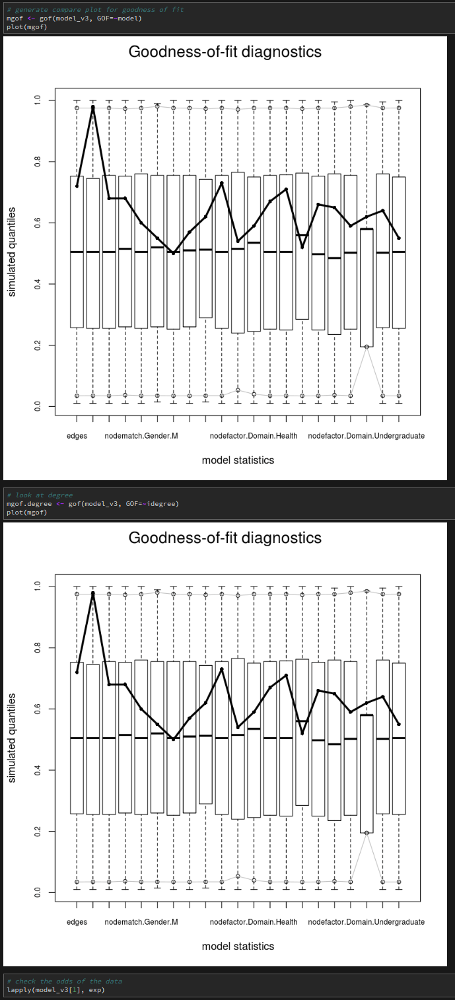 # generate compare plot for goodness of fit
mgof <- gof(model_v3, GOF=~model)
plot(mgof)
Goodness-of-fit diagnostics
1.0
0.8
0.6
0.4
0.2
0.0
simulated quantiles
edges nodematch.Gender.M nodefactor.Domain.Health nodefactor.Domain.Undergraduate
model statistics
# look at degree
mgof.degree <- gof(model_v3, GOF=~idegree)
plot(mgof)
Goodness-of-fit diagnostics
1.0
0.8
0.6
0.4
0.2
0.0
simulated quantiles
edges nodematch.Gender.M nodefactor.Domain.Health nodefactor.Domain.Undergraduate
model statistics
# check the odds of the data
lapply(model_v3[1], exp)